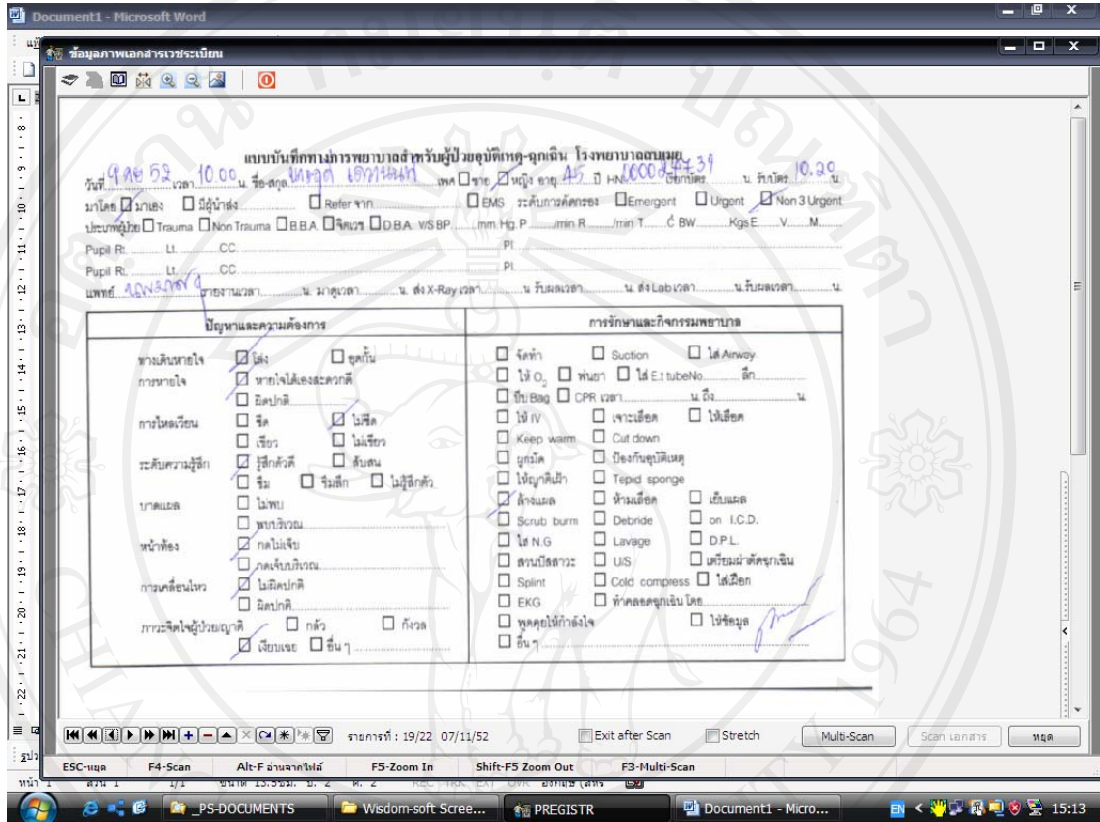 Document1 - Microsoft Word
ข้อมูลภาพเอกสารเวชระเบียน
แบบบันทึกทางการพยาบาลสำหรับผู้ป่วยอุบัติเหตุ-ฉุกเฉิน โรงพยาบาลสบเมย
วันที่ 9 52 เวลา 10.00 น. ชื่อ-สกุล เพศ ☐ ชาย ☑ หญิง อายุ 45 ปี HN เรียกบัตร น. รับบัตร 10.20 น.
มาโดย ☑ มาเอง ☐ มีผู้นำส่ง ☐ Refer จาก ☐ EMS ระดับการคัดกรอง ☐ Emergent ☐ Urgent ☑ Non 3 Urgent
ประเภทผู้ป่วย ☐ Trauma ☐ Non Trauma ☐ B.B.A. ☐ จิตเวช ☐ D.B.A. V/S BP. mm. Hg. P /min R /min T C BW Kgs E V M
Pupil Rt. Lt. CC. PI.
Pupil Rt. Lt. CC. PI.
แพทย์ รายงานเวลา น. มาดูเวลา น. ส่ง X-Ray เวลา น. รับผลเวลา น. ส่ง Lab เวลา น. รับผลเวลา น.
ปัญหาและความต้องการ การรักษาและกิจกรรมพยาบาล
ทางเดินหายใจ ☑ โล่ง ☐ อุดกั้น ☐ จัดท่า ☐ Suction ☐ ใส่ Airway
การหายใจ ☑ หายใจได้เองสะดวกดี ☐ ให้ O2 ☐ พ่นยา ☐ ใส่ E.t tube No. ลึก
☐ ผิดปกติ ☐ บีบ Bag ☐ CPR เวลา น. ถึง น.
การไหลเวียน ☐ ซีด ☑ ไม่ซีด ☐ ให้ IV ☐ เจาะเลือด ☐ ให้เลือด
☐ เขียว ☐ ไม่เขียว ☐ Keep warm ☐ Cut down
ระดับความรู้สึก ☑ รู้สึกตัวดี ☐ สับสน ☐ ผูกมัด ☐ ป้องกันอุบัติเหตุ
☐ ซึม ☐ ซึมลึก ☐ ไม่รู้สึกตัว ☐ ให้ญาติเฝ้า ☐ Tepid sponge
บาดแผล ☐ ไม่พบ ☑ ล้างแผล ☐ ห้ามเลือด ☐ เย็บแผล
☐ พบบริเวณ ☐ Scrub burm ☐ Debride ☐ on I.C.D.
หน้าท้อง ☑ กดไม่เจ็บ ☐ ใส่ N.G ☐ Lavage ☐ D.P.L.
☐ กดเจ็บบริเวณ ☐ สวนปัสสาวะ ☐ U/S ☐ เตรียมผ่าตัดฉุกเฉิน
การเคลื่อนไหว ☑ ไม่ผิดปกติ ☐ Splint ☐ Cold compress ☐ ใส่เฝือก
☐ ผิดปกติ ☐ EKG ☐ ทำคลอดฉุกเฉินโดย
ภาวะจิตใจผู้ป่วย/ญาติ ☐ กลัว ☐ กังวล ☐ พูดคุยให้กำลังใจ ☐ ให้ข้อมูล
☑ เงียบเฉย ☐ อื่น ๆ ☐ อื่น ๆ
รายการที่ : 19/22 07/11/52 Exit after Scan Stretch Multi-Scan Scan เอกสาร หยุด
ESC-หยุด F4-Scan Alt-F อ่านจากไฟล์ F5-Zoom In Shift-F5 Zoom Out F3-Multi-Scan
_PS-DOCUMENTS Wisdom-soft Scree... PREGISTR Document1 - Micro... EN 15:13